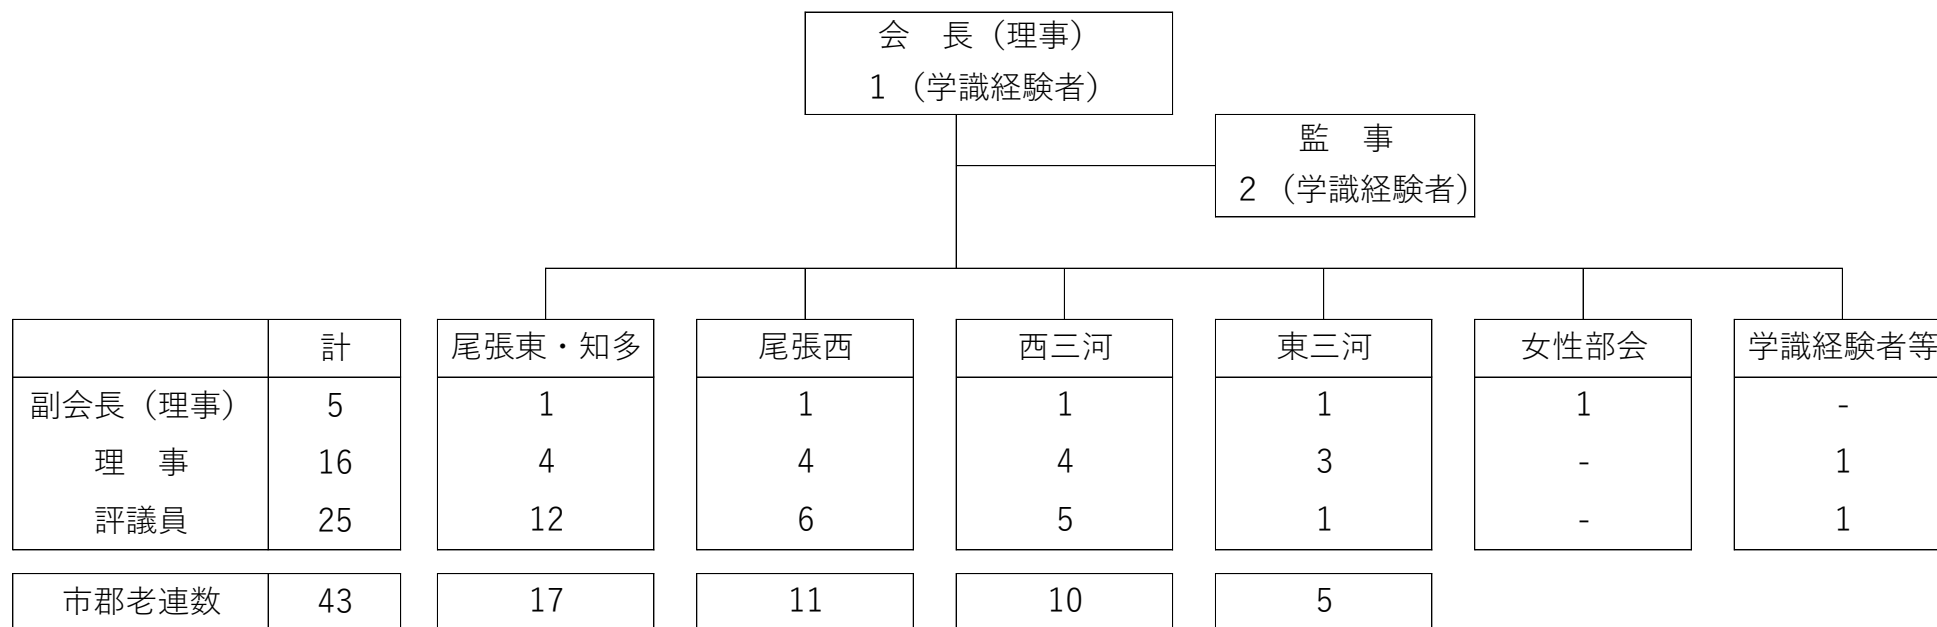 会　長（理事）
１（学識経験者）
監　事
２（学識経験者）
計 尾張東・知多 尾張西 西三河 東三河 女性部会 学識経験者等
副会長（理事） 5 1 1 1 1 1 -
理　事 16 4 4 4 3 - 1
評議員 25 12 6 5 1 - 1
市郡老連数 43 17 11 10 5